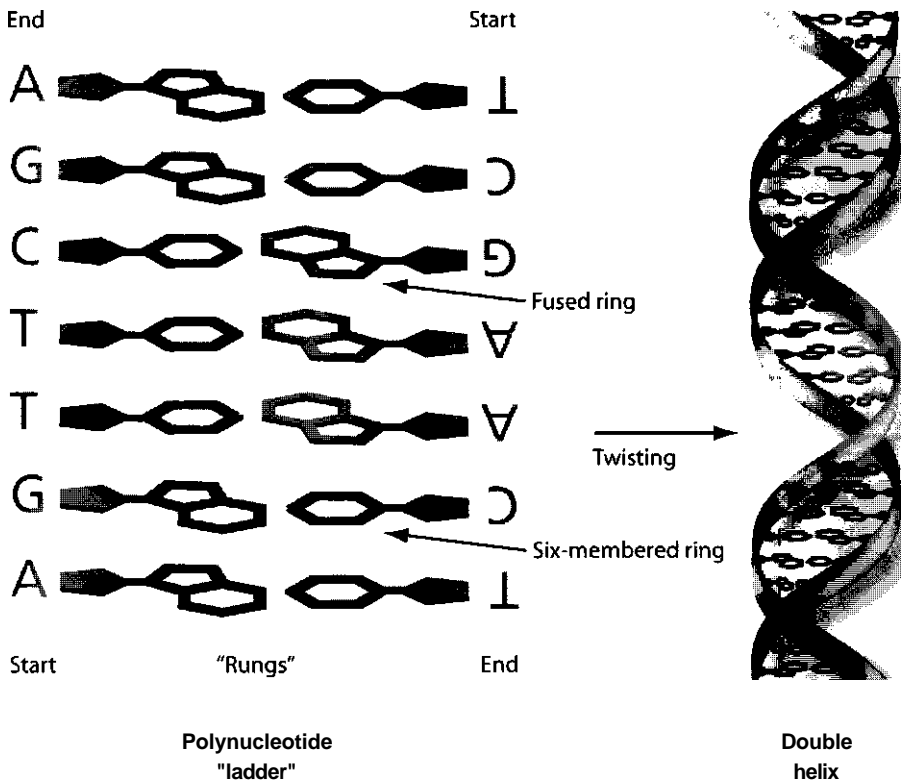 End Start
A T
G C
C G
Fused ring
T A
T A
Twisting
G C
Six-membered ring
A T
Start "Rungs" End
Polynucleotide Double
"ladder" helix